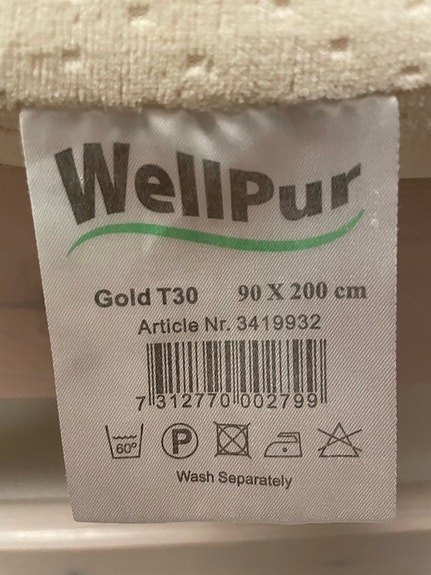 WellPur
Gold T30 90 X 200 cm
Article Nr. 3419932
7 312770 002799
60° P
Wash Separately